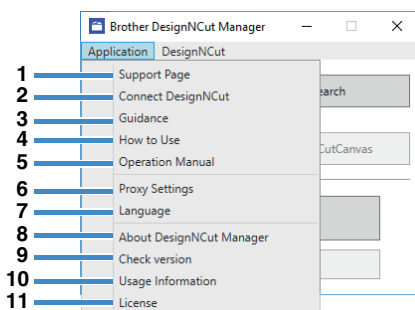 Brother DesignNCut Manager
Application DesignNCut
1 Support Page
2 Connect DesignNCut
earch
3 Guidance
4 How to Use
CutCanvas
5 Operation Manual
6 Proxy Settings
7 Language
8 About DesignNCut Manager
9 Check version
10 Usage Information
11 License